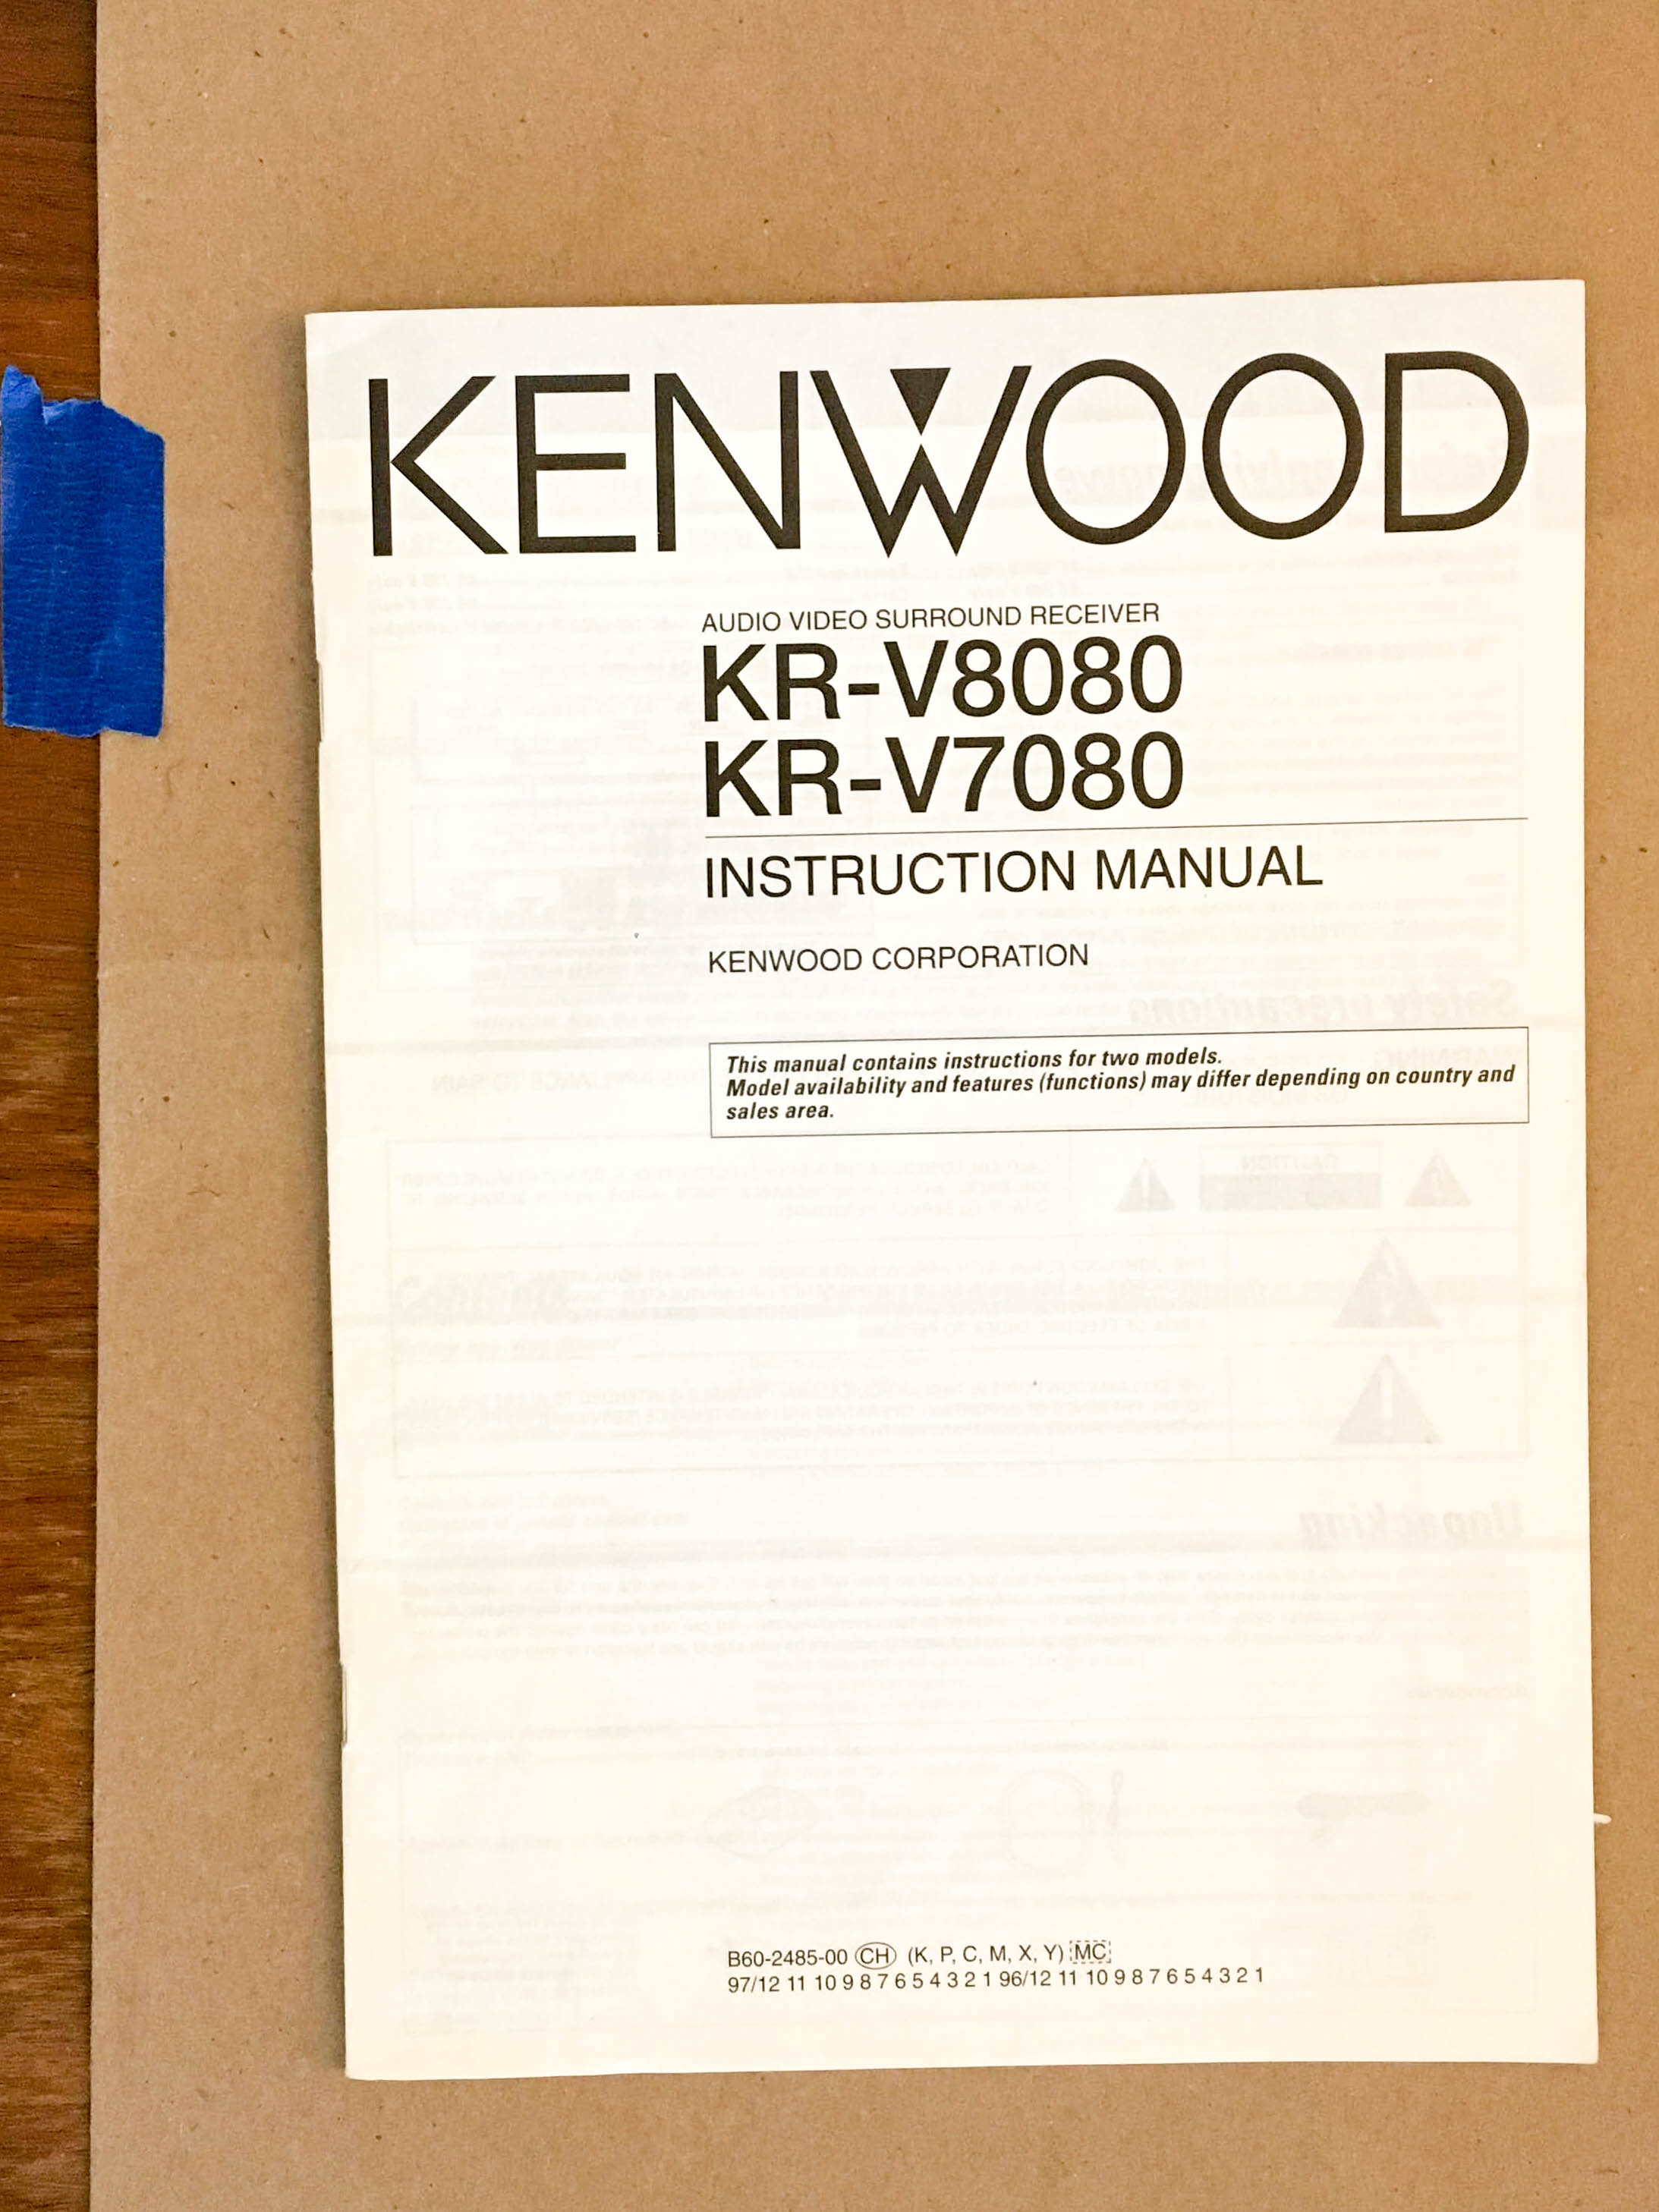 KENWOOD
AUDIO VIDEO SURROUND RECEIVER
KR-V8080
KR-V7080
INSTRUCTION MANUAL
KENWOOD CORPORATION
This manual contains instructions for two models.
Model availability and features (functions) may differ depending on country and
sales area.
B60-2485-00 CH (K, P, C, M, X, Y) MC
97/12 11 10 9 8 7 6 5 4 3 2 1 96/12 11 10 9 8 7 6 5 4 3 2 1